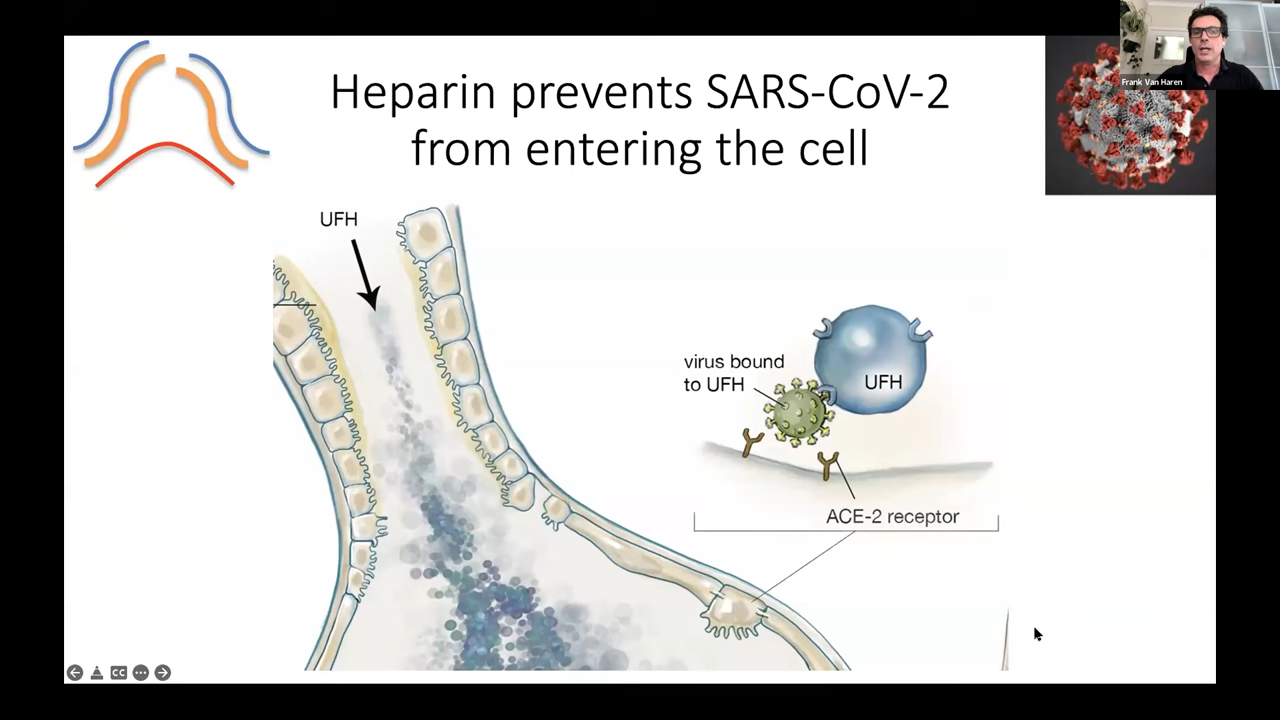 Heparin prevents SARS-CoV-2
from entering the cell
Frank Van Haren
UFH
virus bound
to UFH
UFH
ACE-2 receptor
CC